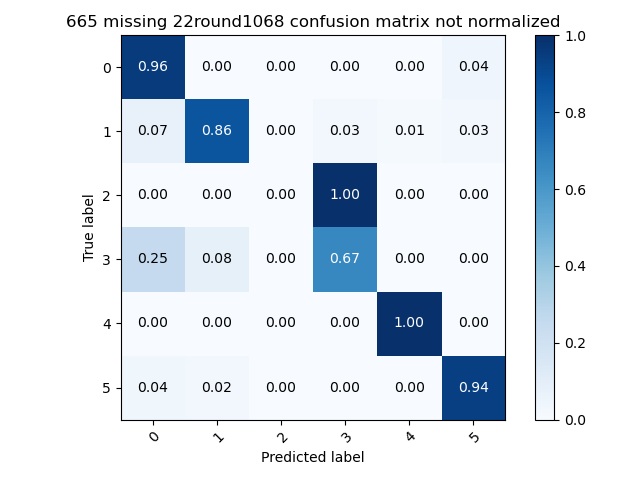 665 missing 22round1068 confusion matrix not normalized
True label
0 0.96 0.00 0.00 0.00 0.00 0.04
1 0.07 0.86 0.00 0.03 0.01 0.03
2 0.00 0.00 0.00 1.00 0.00 0.00
3 0.25 0.08 0.00 0.67 0.00 0.00
4 0.00 0.00 0.00 0.00 1.00 0.00
5 0.04 0.02 0.00 0.00 0.00 0.94
0 1 2 3 4 5
Predicted label
1.0
0.8
0.6
0.4
0.2
0.0